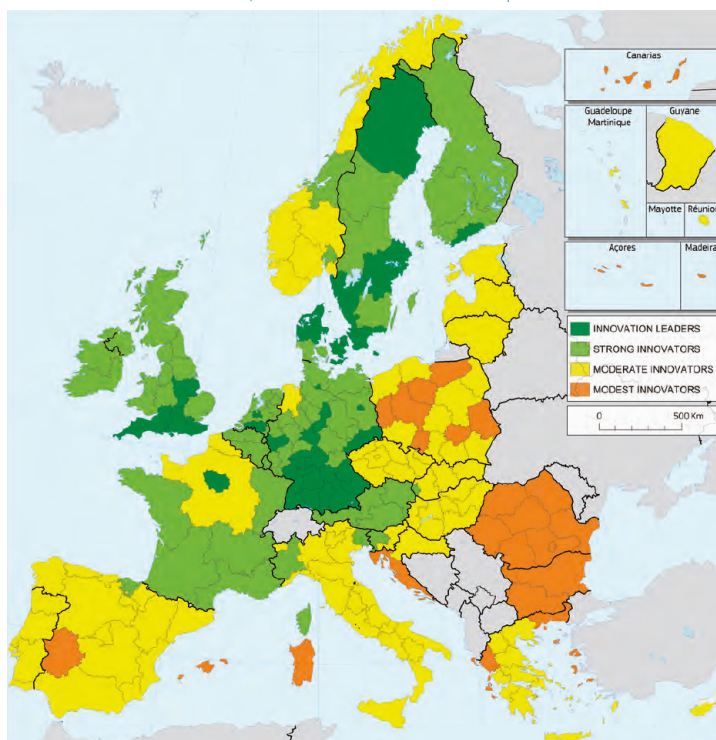 Canarias
Guadeloupe
Martinique
Guyane
Mayotte
Réunion
Açores
Madeira
INNOVATION LEADERS
STRONG INNOVATORS
MODERATE INNOVATORS
MODEST INNOVATORS
0 500 Km